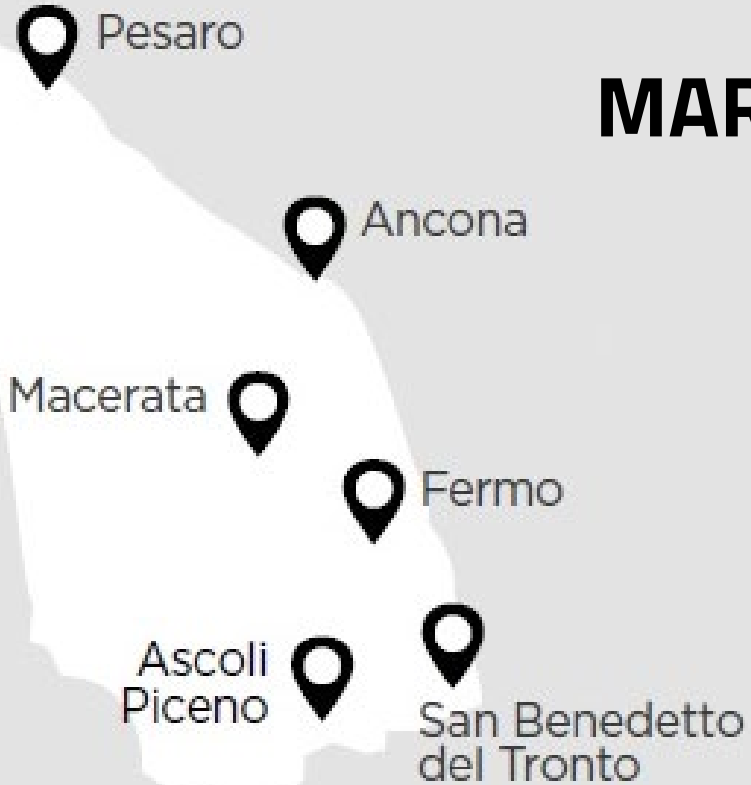 Pesaro
MAR
Ancona
Macerata
Fermo
Ascoli
Piceno
San Benedetto
del Tronto